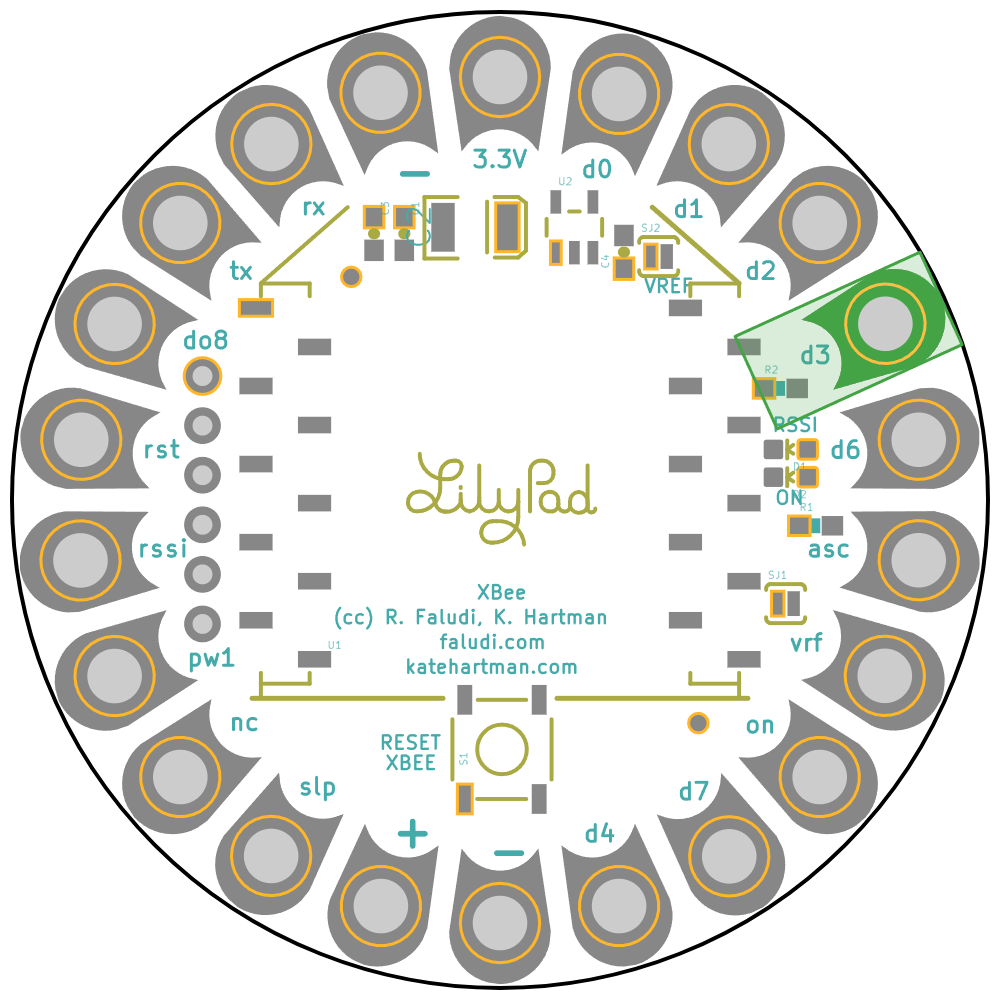 3.3V
−
d0
rx
d1
tx
d2
C3
C2
U2
SJ2
C4
VREF
do8
d3
R2
RSSI
rst
d6
D1
ON
R1
LilyPad
rssi
asc
SJ1
XBee
(cc) R. Faludi, K. Hartman
faludi.com
katehartman.com
U1
pw1
vrf
nc
on
RESET
XBEE
S1
slp
d7
+
−
d4